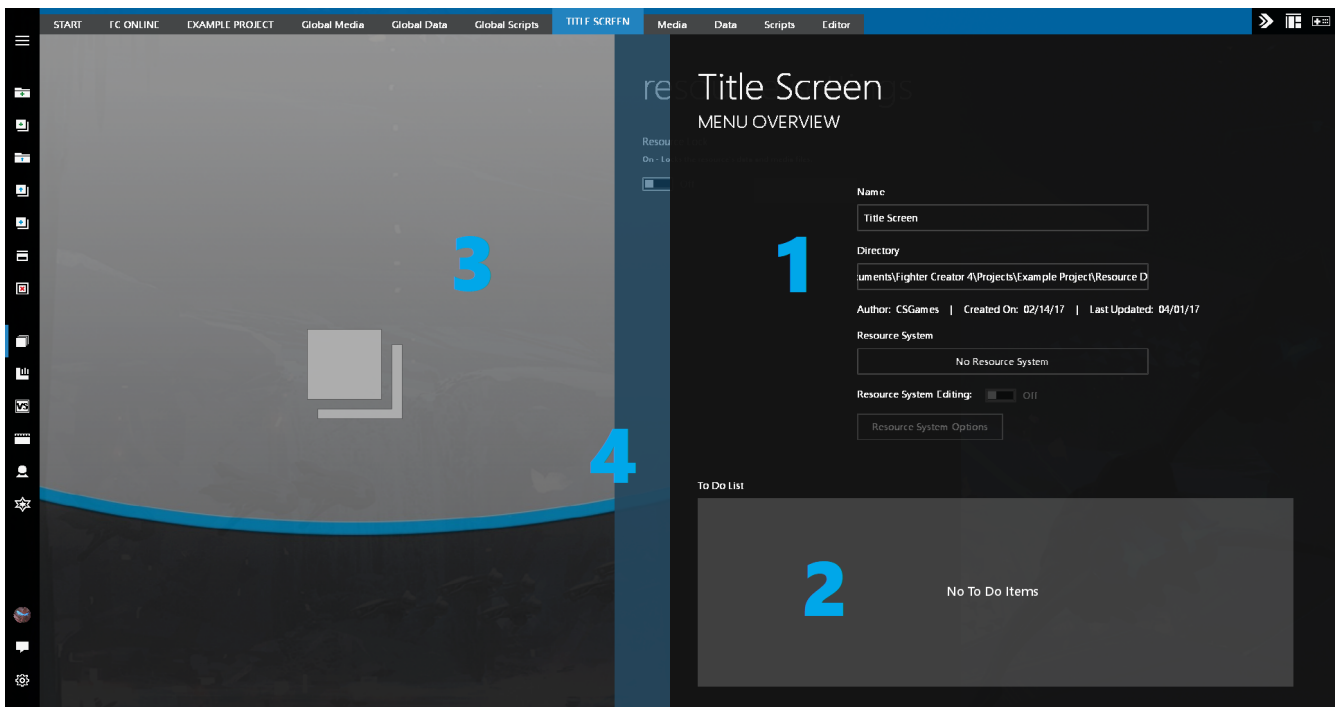 START FC ONLINE EXAMPLE PROJECT Global Media Global Data Global Scripts TITLE SCREEN Media Data Scripts Editor
Title Screen
MENU OVERVIEW
Name
Title Screen
Directory
:uments\Fighter Creator 4\Projects\Example Project\Resource D
Author: CSGames | Created On: 02/14/17 | Last Updated: 04/01/17
Resource System
No Resource System
Resource System Editing: Off
Resource System Options
To Do List
No To Do Items
1
2
3
4